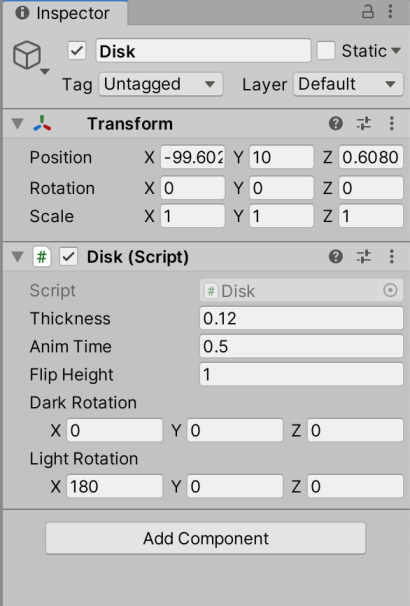 Inspector
Disk Static
Tag Untagged Layer Default
Transform
Position X -99.602 Y 10 Z 0.6080
Rotation X 0 Y 0 Z 0
Scale X 1 Y 1 Z 1
# Disk (Script)
Script # Disk
Thickness 0.12
Anim Time 0.5
Flip Height 1
Dark Rotation
X 0 Y 0 Z 0
Light Rotation
X 180 Y 0 Z 0
Add Component